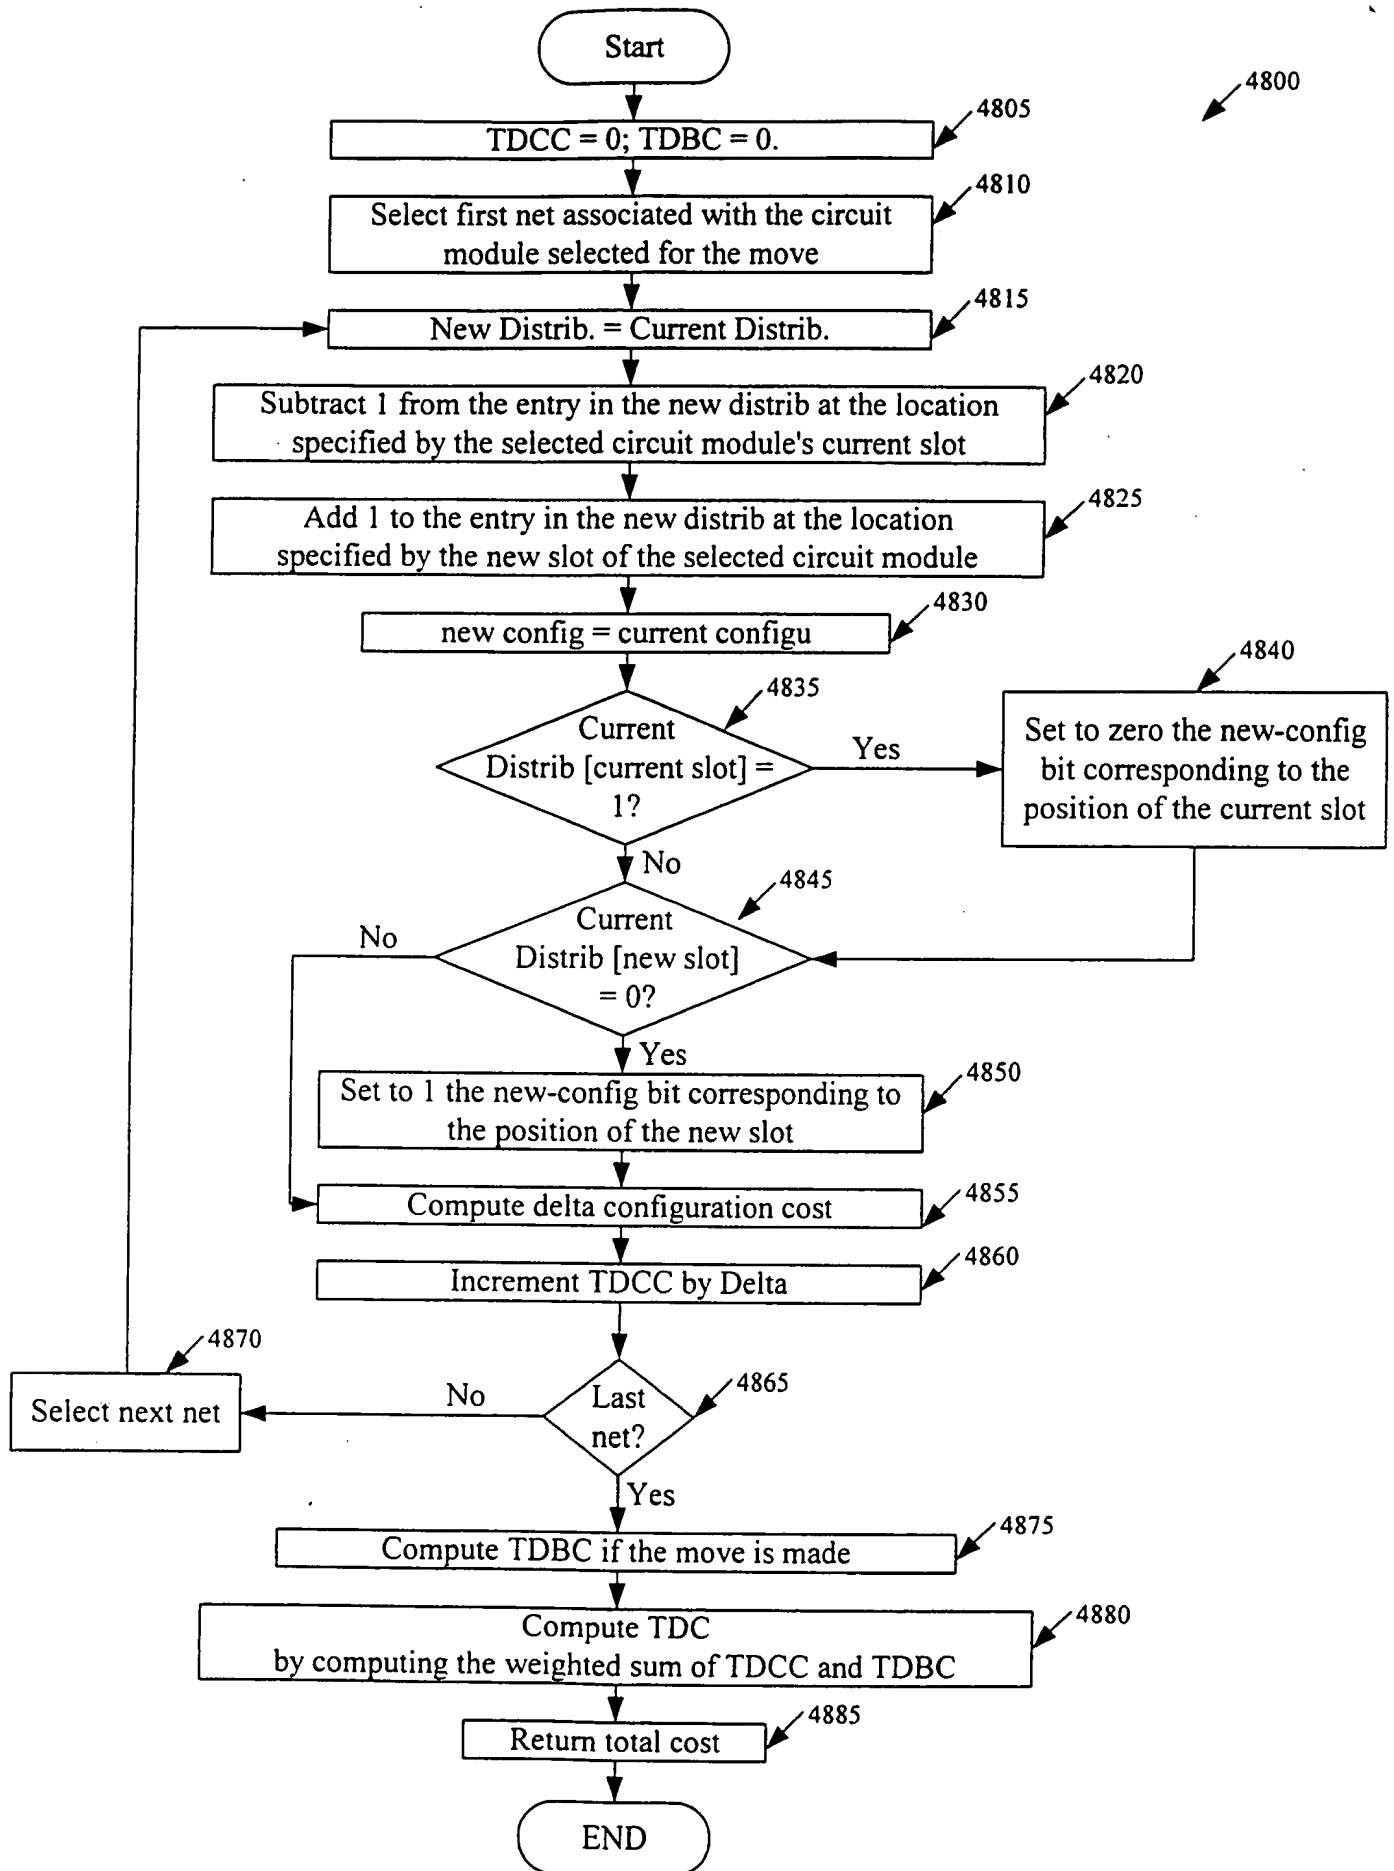 Start
4800
4805
TDCC = 0; TDBC = 0.
4810
Select first net associated with the circuit
module selected for the move
4815
New Distrib. = Current Distrib.
4820
Subtract 1 from the entry in the new distrib at the location
specified by the selected circuit module's current slot
4825
Add 1 to the entry in the new distrib at the location
specified by the new slot of the selected circuit module
4830
new config = current configu
4835
Current
Distrib [current slot] =
1?
Yes
4840
Set to zero the new-config
bit corresponding to the
position of the current slot
No
4845
Current
Distrib [new slot]
= 0?
No
Yes
4850
Set to 1 the new-config bit corresponding to
the position of the new slot
4855
Compute delta configuration cost
4860
Increment TDCC by Delta
4865
Last
net?
No
4870
Select next net
Yes
4875
Compute TDBC if the move is made
4880
Compute TDC
by computing the weighted sum of TDCC and TDBC
4885
Return total cost
END